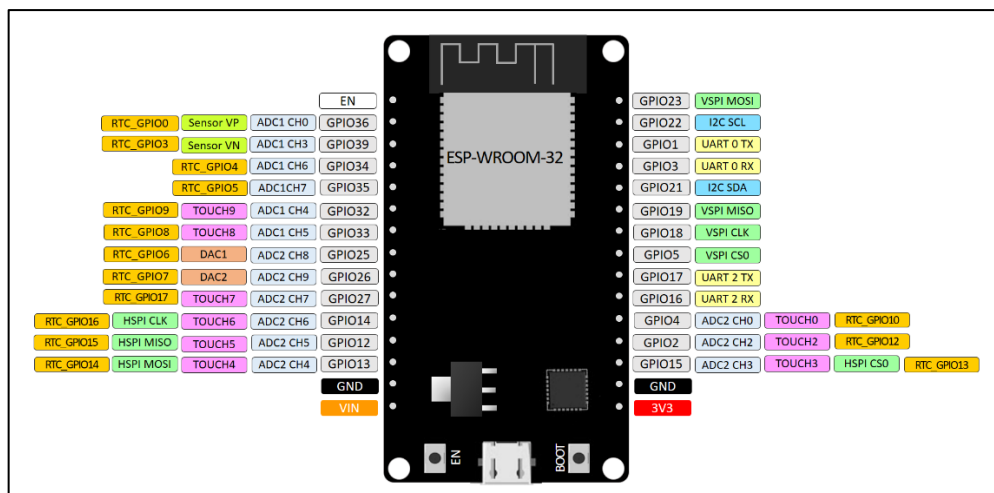 EN GPIO23 VSPI MOSI
RTC_GPIO0 Sensor VP ADC1 CH0 GPIO36 GPIO22 I2C SCL
RTC_GPIO3 Sensor VN ADC1 CH3 GPIO39 GPIO1 UART 0 TX
RTC_GPIO4 ADC1 CH6 GPIO34 ESP-WROOM-32 GPIO3 UART 0 RX
RTC_GPIO5 ADC1CH7 GPIO35 GPIO21 I2C SDA
RTC_GPIO9 TOUCH9 ADC1 CH4 GPIO32 GPIO19 VSPI MISO
RTC_GPIO8 TOUCH8 ADC1 CH5 GPIO33 GPIO18 VSPI CLK
RTC_GPIO6 DAC1 ADC2 CH8 GPIO25 GPIO5 VSPI CS0
RTC_GPIO7 DAC2 ADC2 CH9 GPIO26 GPIO17 UART 2 TX
RTC_GPIO17 TOUCH7 ADC2 CH7 GPIO27 GPIO16 UART 2 RX
RTC_GPIO16 HSPI CLK TOUCH6 ADC2 CH6 GPIO14 GPIO4 ADC2 CH0 TOUCH0 RTC_GPIO10
RTC_GPIO15 HSPI MISO TOUCH5 ADC2 CH5 GPIO12 GPIO2 ADC2 CH2 TOUCH2 RTC_GPIO12
RTC_GPIO14 HSPI MOSI TOUCH4 ADC2 CH4 GPIO13 GPIO15 ADC2 CH3 TOUCH3 HSPI CS0 RTC_GPIO13
GND GND
VIN 3V3
EN BOOT